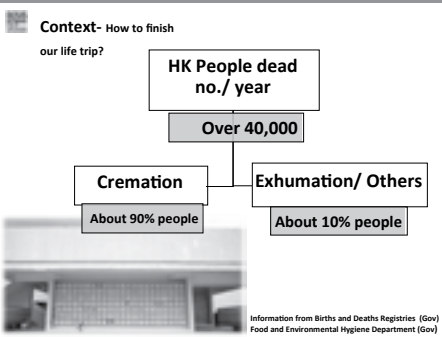 Context- How to finish
our life trip?
HK People dead
no./ year
Over 40,000
Cremation
About 90% people
Exhumation/ Others
About 10% people
Information from Births and Deaths Registries (Gov)
Food and Environmental Hygiene Department (Gov)